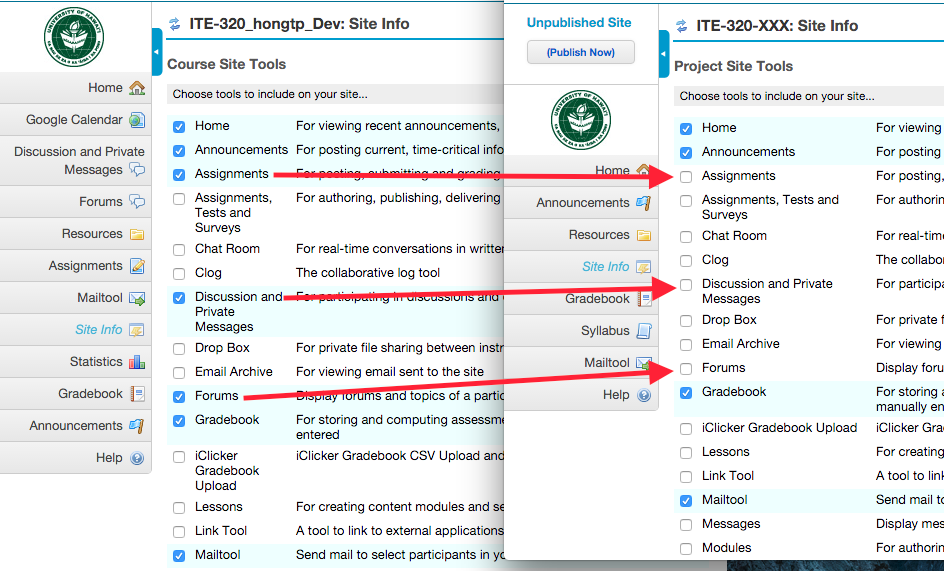 UNIVERSITY OF HAWAI'I
Home
Google Calendar
Discussion and Private
Messages
Forums
Resources
Assignments
Mailtool
Site Info
Statistics
Gradebook
Announcements
Help
ITE-320_hongtp_Dev: Site Info
Course Site Tools
Choose tools to include on your site...
Home For viewing recent announcements,
Announcements For posting current, time-critical info
Assignments For posting, submitting and grading
Assignments, For authoring, publishing, delivering
Tests and
Surveys
Chat Room For real-time conversations in written
Clog The collaborative log tool
Discussion and For participating in discussions and
Private
Messages
Drop Box For private file sharing between instr
Email Archive For viewing email sent to the site
Forums Display forums and topics of a partic
Gradebook For storing and computing assessme
entered
iClicker iClicker Gradebook CSV Upload and
Gradebook
Upload
Lessons For creating content modules and se
Link Tool A tool to link to external applications
Mailtool Send mail to select participants in yo
Unpublished Site
(Publish Now)
UNIVERSITY OF HAWAI'I
Home
Announcements
Resources
Site Info
Gradebook
Syllabus
Mailtool
Help
ITE-320-XXX: Site Info
Project Site Tools
Choose tools to include on your site...
Home For viewing
Announcements For posting
Assignments For posting,
Assignments, Tests and For authorin
Surveys
Chat Room For real-time
Clog The collabor
Discussion and Private For participa
Messages
Drop Box For private f
Email Archive For viewing
Forums Display foru
Gradebook For storing a
manually en
iClicker Gradebook Upload iClicker Gra
Lessons For creating
Link Tool A tool to link
Mailtool Send mail to
Messages Display mes
Modules For authorin